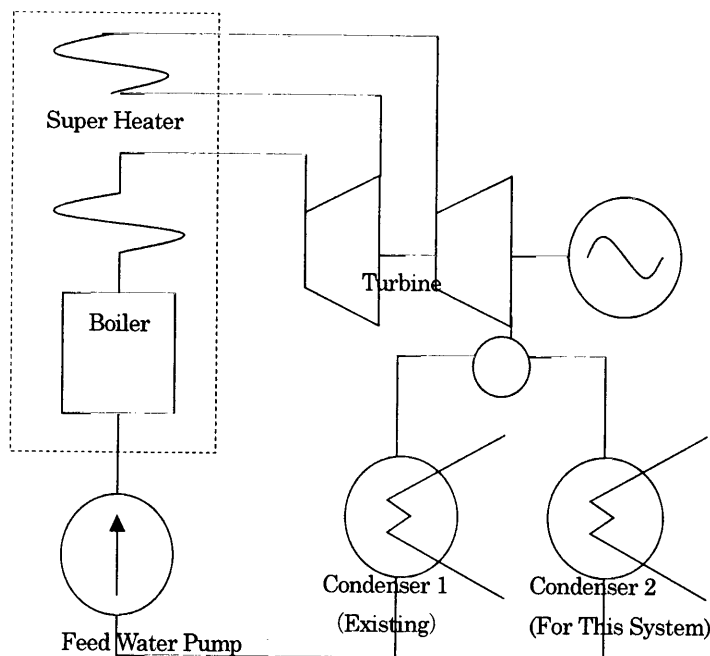 Super Heater
Boiler
Turbine
Condenser 1
(Existing)
Condenser 2
(For This System)
Feed Water Pump